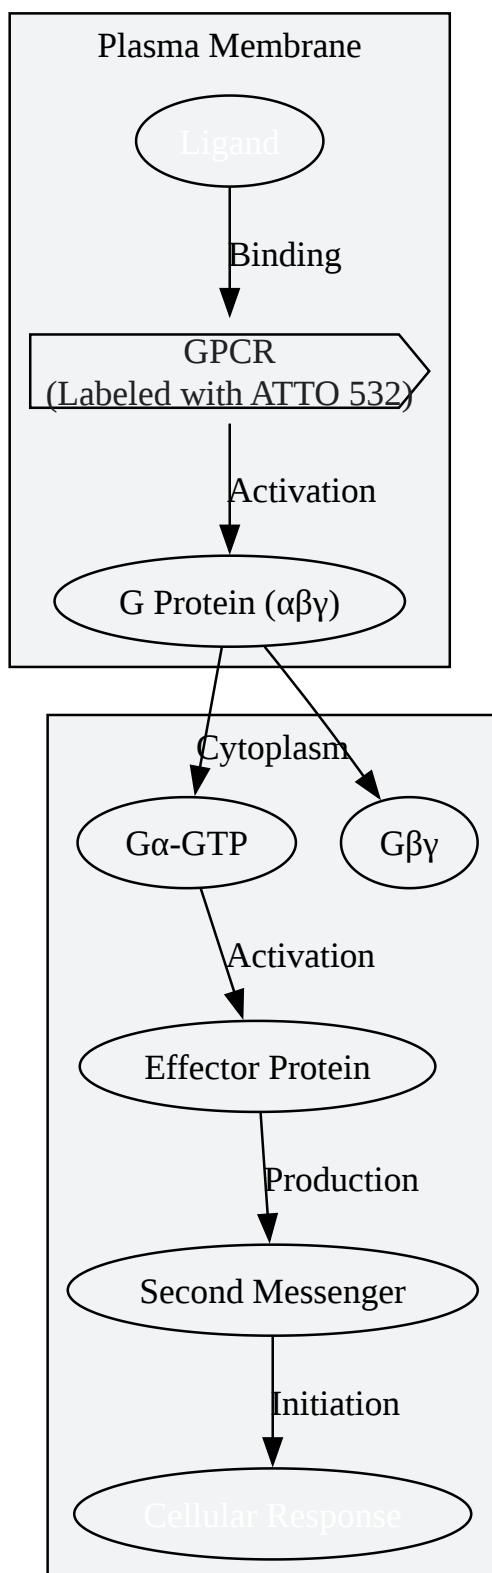 Plasma Membrane
Ligand
Binding
GPCR
(Labeled with ATTO 532)
Activation
G Protein (αβγ)
Cytoplasm
Gα-GTP
Gβγ
Activation
Effector Protein
Production
Second Messenger
Initiation
Cellular Response